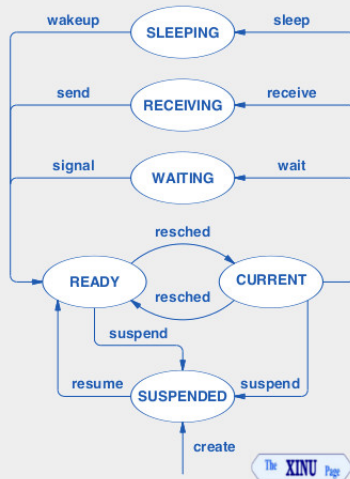 wakeup SLEEPING sleep
send RECEIVING receive
signal WAITING wait
resched
READY CURRENT
resched
suspend
resume suspend
SUSPENDED
create
The XINU Page